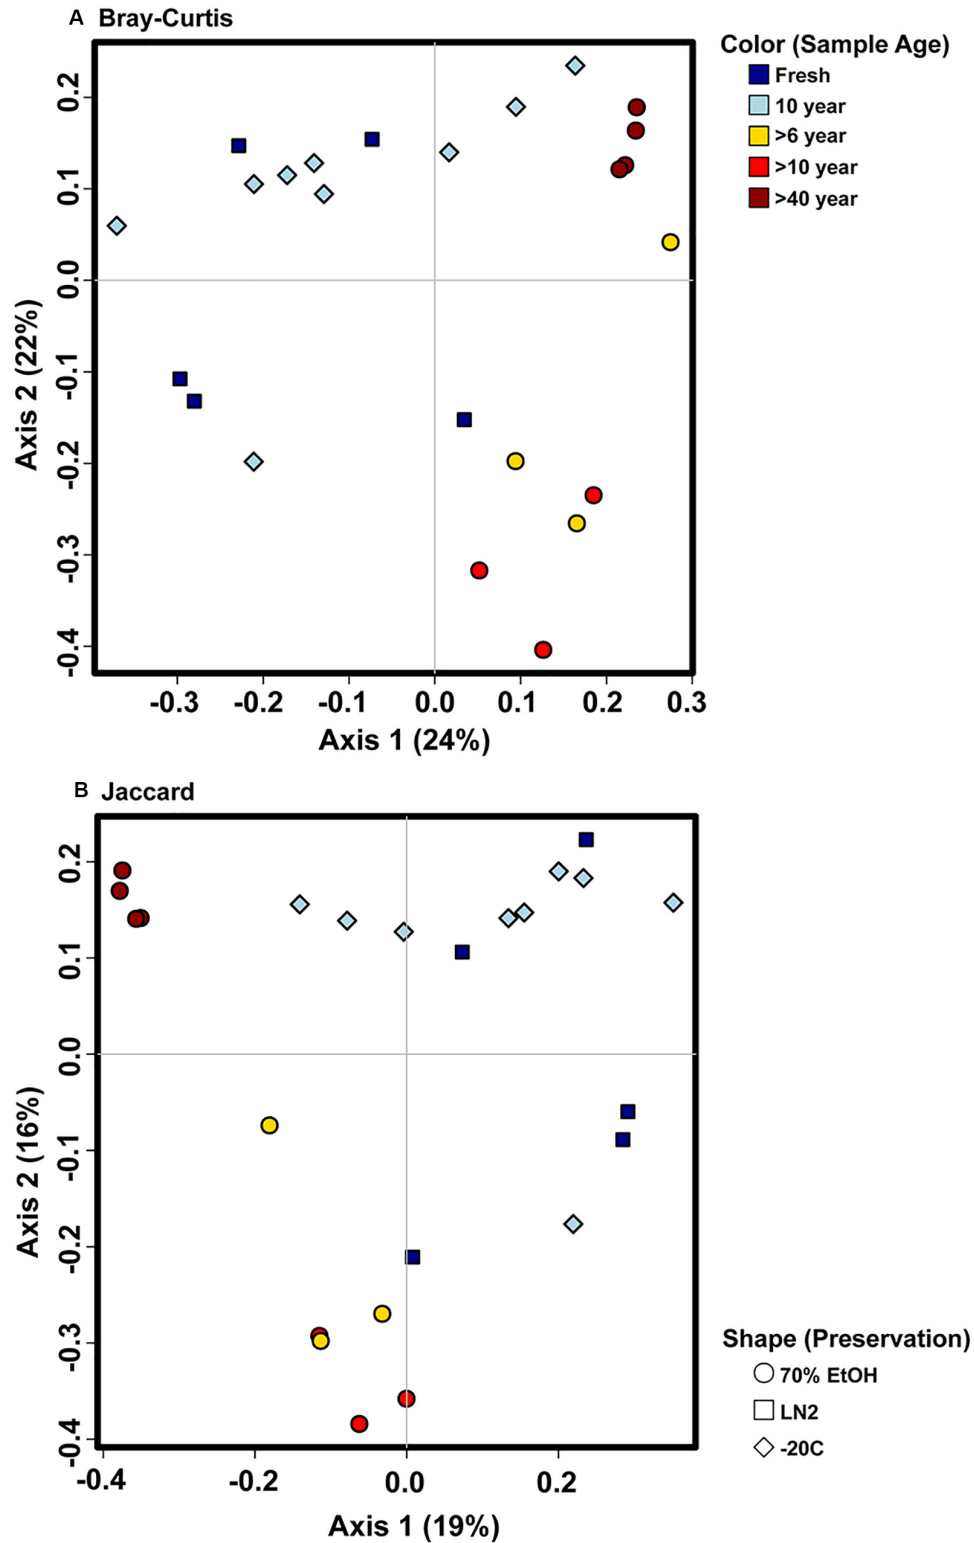 A Bray-Curtis
Color (Sample Age)
Fresh
10 year
>6 year
>10 year
>40 year
0.2
0.1
0.0
-0.1
-0.2
-0.3
-0.4
Axis 2 (22%)
-0.3 -0.2 -0.1 0.0 0.1 0.2 0.3
Axis 1 (24%)
B Jaccard
0.2
0.1
0.0
-0.1
-0.2
-0.3
-0.4
Axis 2 (16%)
-0.4 -0.2 0.0 0.2
Axis 1 (19%)
Shape (Preservation)
70% EtOH
LN2
-20C